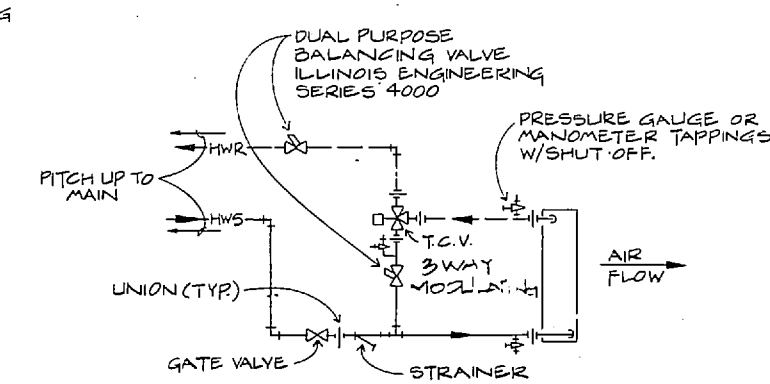 DUAL PURPOSE
BALANCING VALVE
ILLINOIS ENGINEERING
SERIES 4000
PRESSURE GAUGE OR
MANOMETER TAPPINGS
W/SHUT-OFF.
HWR
PITCH UP TO
MAIN
HWS
T.C.V.
3 WAY
AIR
FLOW
UNION (TYP.)
GATE VALVE
STRAINER